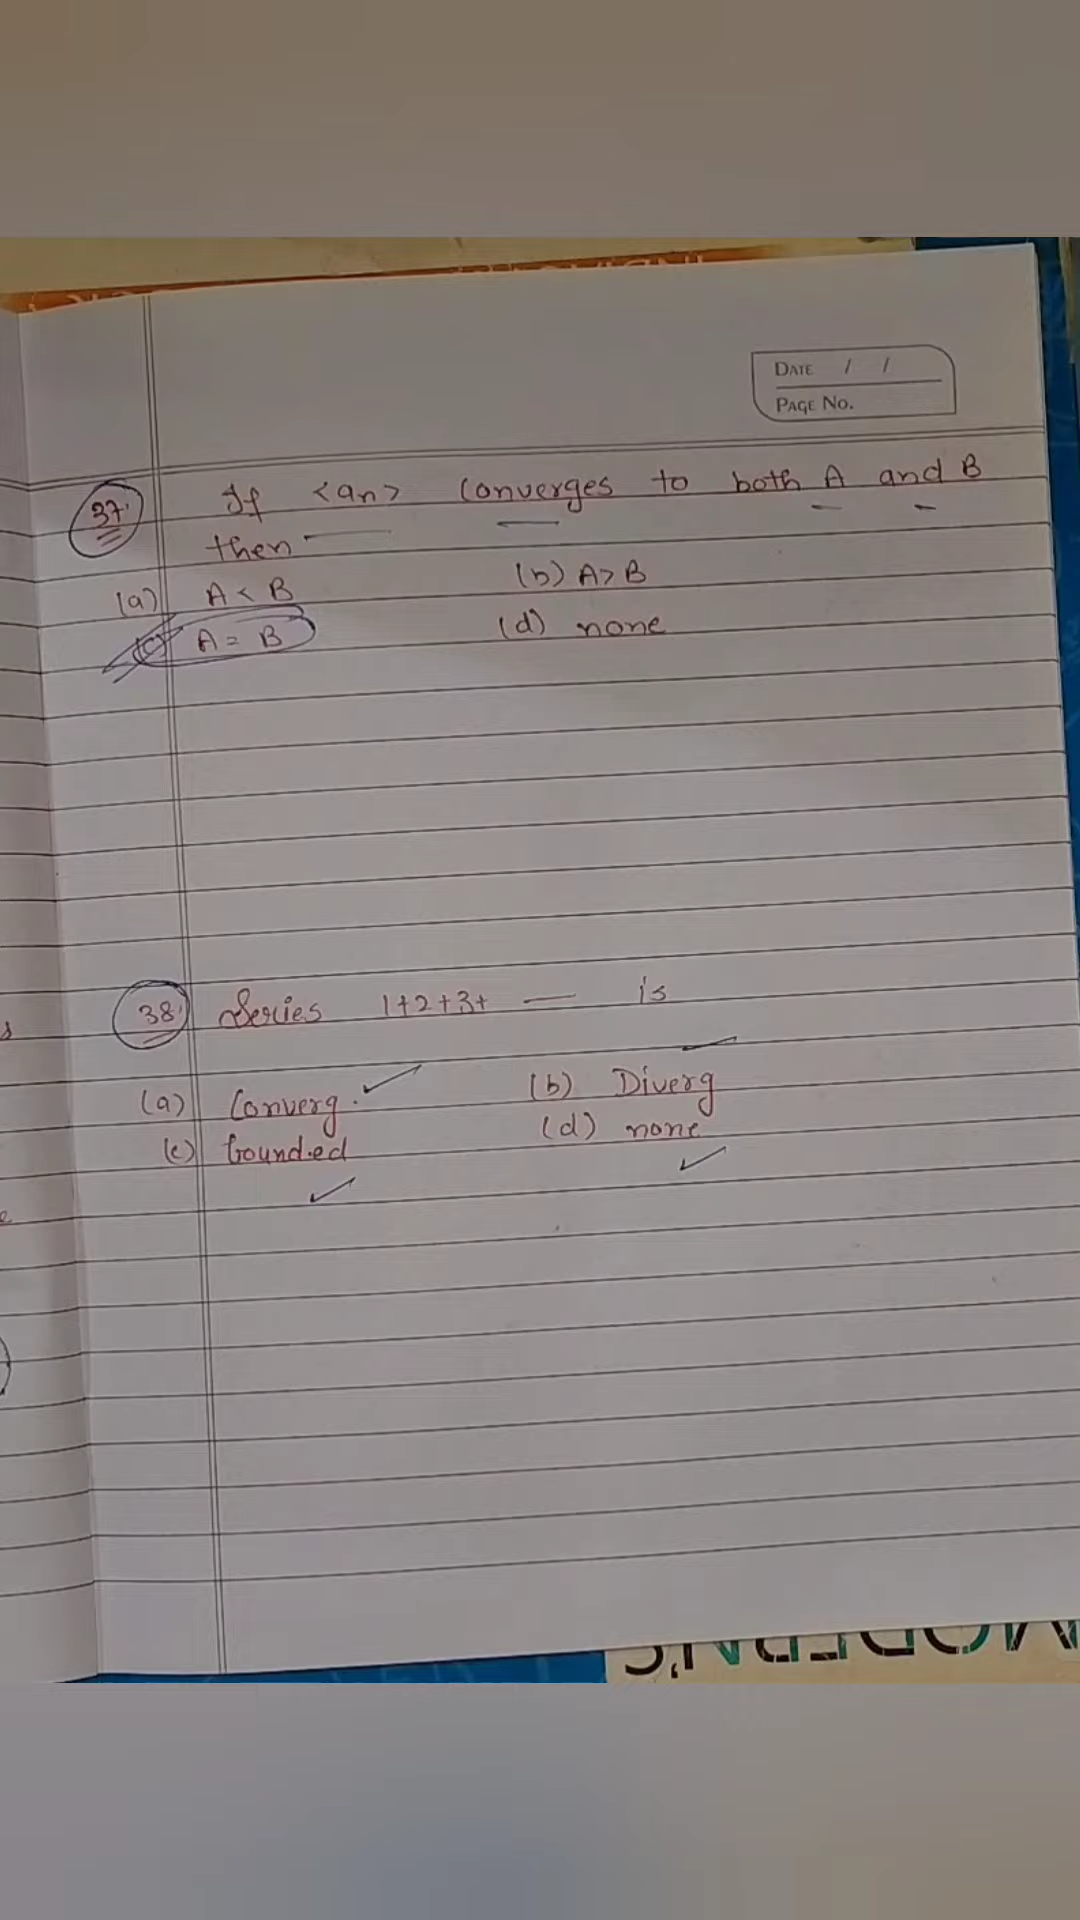 DATE / /
PAGE NO.
37. If <an> Converges to both A and B
then
(a) A < B (b) A > B
(c) A = B (d) none
38. Series 1+2+3+ — is
(a) Converg. (b) Diverg
(c) bounded (d) none
MODERN'S